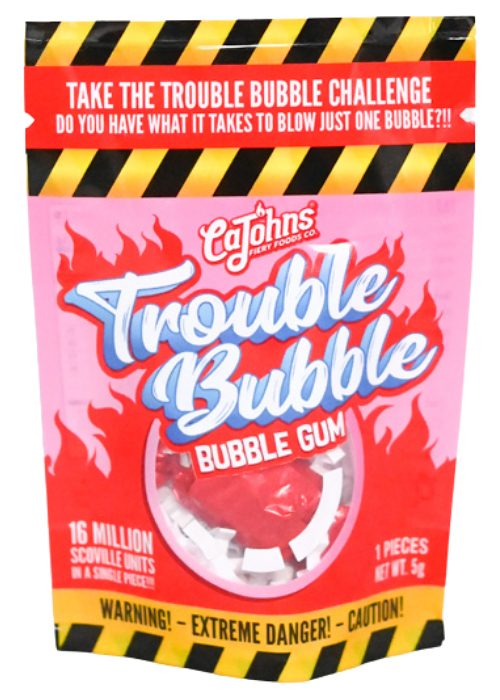 TAKE THE TROUBLE BUBBLE CHALLENGE
DO YOU HAVE WHAT IT TAKES TO BLOW JUST ONE BUBBLE?!!
CaJohns
FIERY FOODS CO.
Trouble
Bubble
BUBBLE GUM
16 MILLION
SCOVILLE UNITS
IN A SINGLE PIECE!!!
1 PIECES
NET WT. 5g
WARNING! – EXTREME DANGER! – CAUTION!